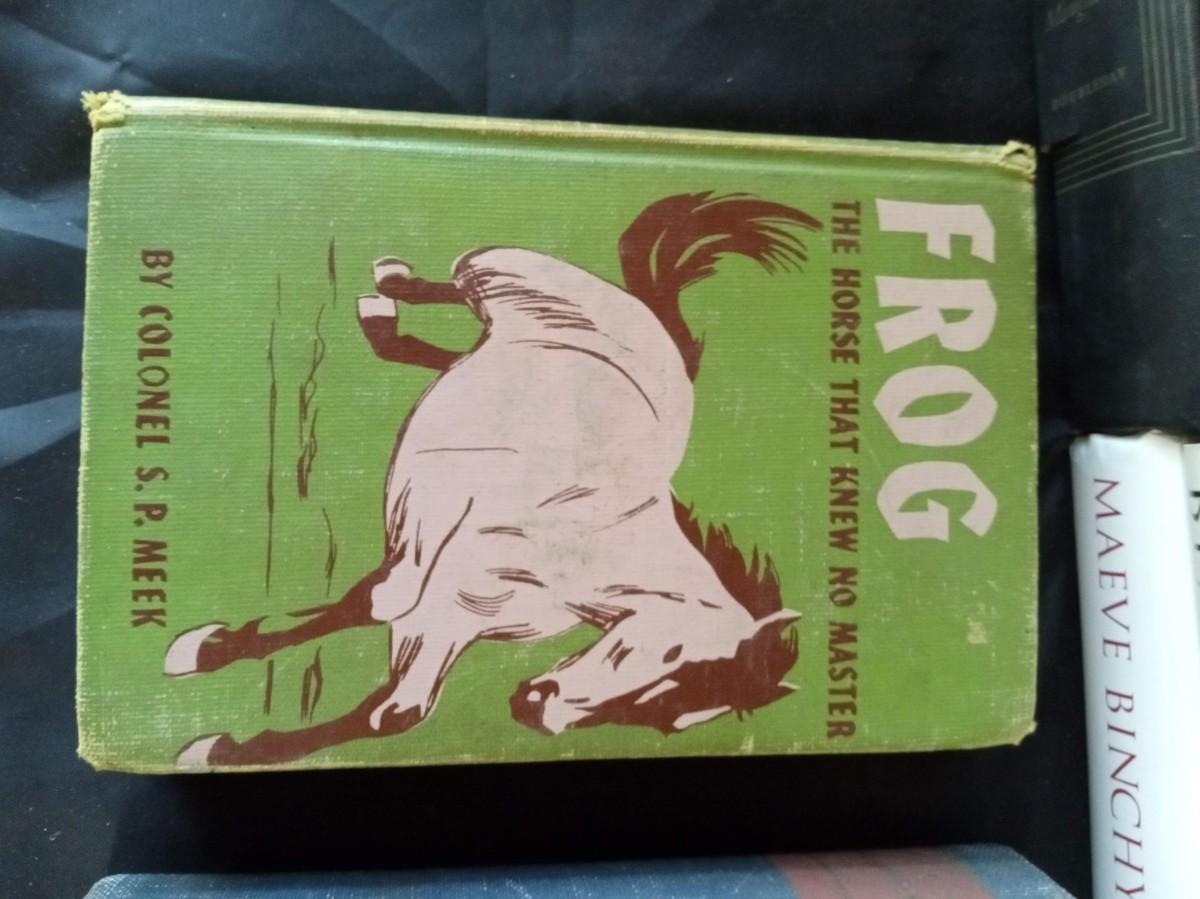 FROG
THE HORSE THAT KNEW NO MASTER
BY COLONEL S. P. MEEK
MAEVE BINCHY
DOUBLEDAY